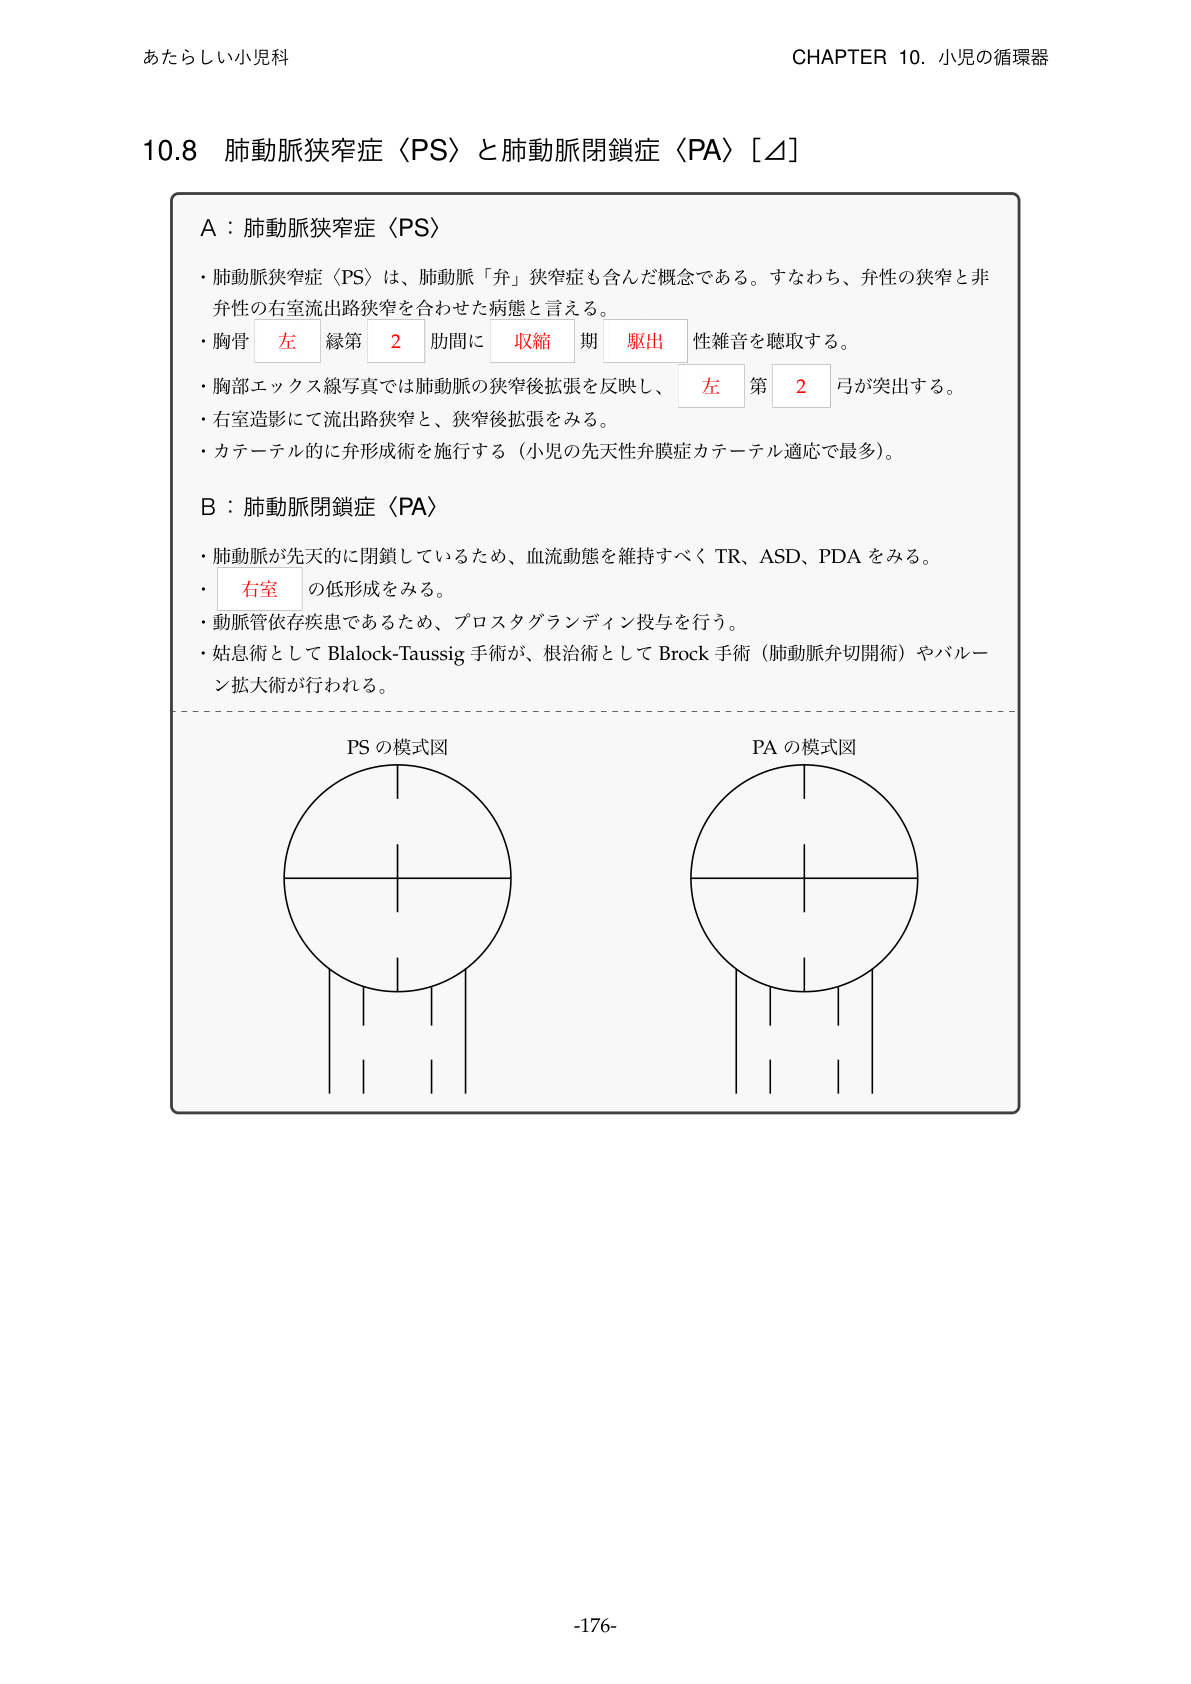 あたらしい小児科
CHAPTER 10. 小児の循環器
10.8 肺動脈狭窄症〈PS〉と肺動脈閉鎖症〈PA〉[⊿]
A：肺動脈狭窄症〈PS〉
・肺動脈狭窄症〈PS〉は、肺動脈「弁」狭窄症も含んだ概念である。すなわち、弁性の狭窄と非
弁性の右室流出路狭窄を合わせた病態と言える。
・胸骨 左 縁第 2 肋間に 収縮 期 駆出 性雑音を聴取する。
・胸部エックス線写真では肺動脈の狭窄後拡張を反映し、 左 第 2 弓が突出する。
・右室造影にて流出路狭窄と、狭窄後拡張をみる。
・カテーテル的に弁形成術を施行する（小児の先天性弁膜症カテーテル適応で最多）。
B：肺動脈閉鎖症〈PA〉
・肺動脈が先天的に閉鎖しているため、血流動態を維持すべく TR、ASD、PDA をみる。
・ 右室 の低形成をみる。
・動脈管依存疾患であるため、プロスタグランディン投与を行う。
・姑息術として Blalock-Taussig 手術が、根治術として Brock 手術（肺動脈弁切開術）やバルー
ン拡大術が行われる。
PS の模式図
PA の模式図
-176-